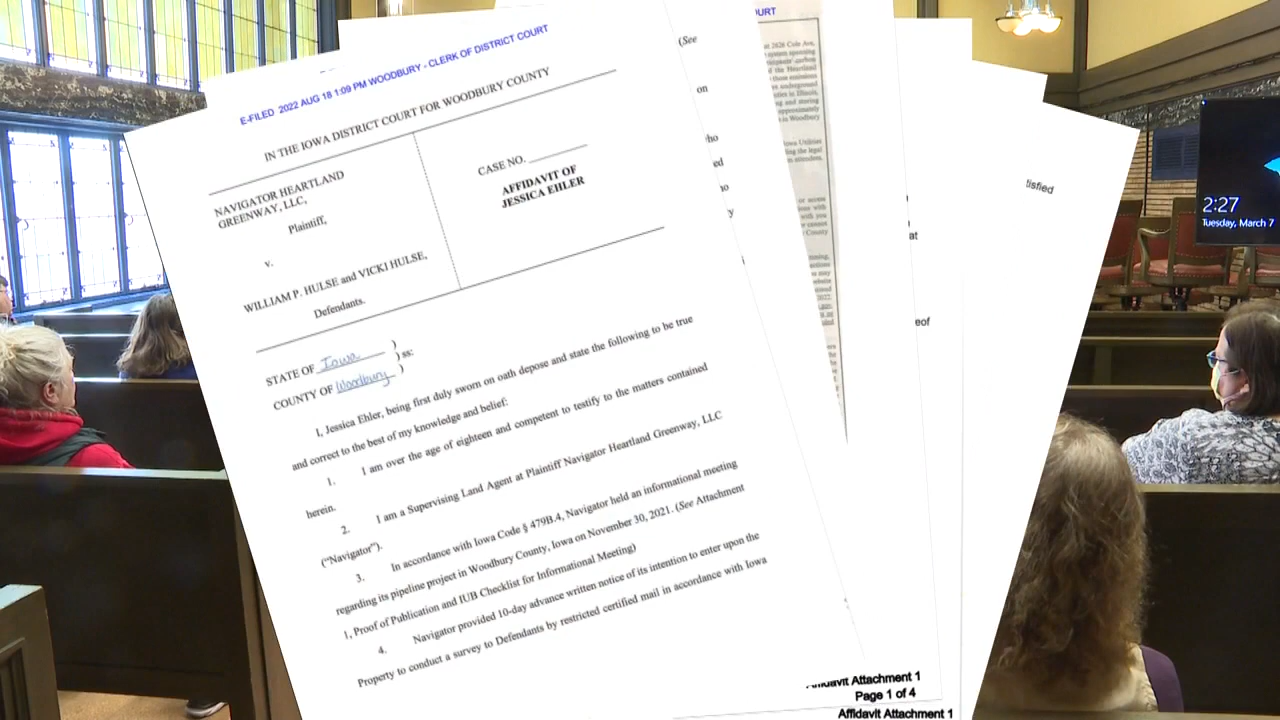 E-FILED 2022 AUG 18 1:09 PM WOODBURY - CLERK OF DISTRICT COURT
IN THE IOWA DISTRICT COURT FOR WOODBURY COUNTY
NAVIGATOR HEARTLAND
GREENWAY, LLC,
Plaintiff,
v.
WILLIAM P. HULSE and VICKI HULSE,
Defendants.
CASE NO. __________
AFFIDAVIT OF
JESSICA EHLER
STATE OF Iowa )
) ss:
COUNTY OF Woodbury )
I, Jessica Ehler, being first duly sworn on oath depose and state the following to be true
and correct to the best of my knowledge and belief:
1. I am over the age of eighteen and competent to testify to the matters contained
herein.
2. I am a Supervising Land Agent at Plaintiff Navigator Heartland Greenway, LLC
("Navigator").
3. In accordance with Iowa Code § 479B.4, Navigator held an informational meeting
regarding its pipeline project in Woodbury County, Iowa on November 30, 2021. (See Attachment
1, Proof of Publication and IUB Checklist for Informational Meeting)
4. Navigator provided 10-day advance written notice of its intention to enter upon the
Property to conduct a survey to Defendants by restricted certified mail in accordance with Iowa
(See
on
URT
at
eof
tisfied
Attachment 1
Page 1 of 4
Affidavit Attachment 1
2:27
Tuesday, March 7